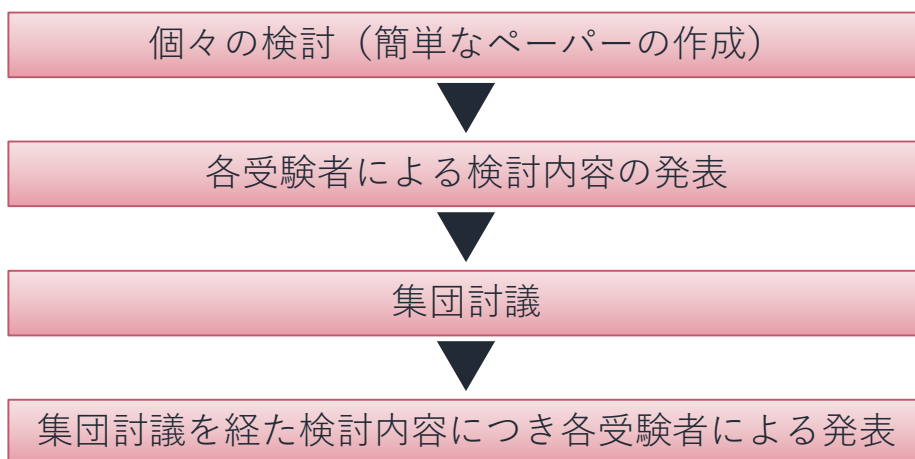 個々の検討（簡単なペーパーの作成）
各受験者による検討内容の発表
集団討議
集団討議を経た検討内容につき各受験者による発表